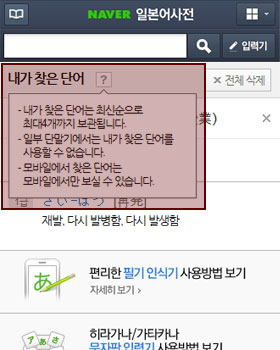 NAVER 일본어사전
입력기
내가 찾은 단어 ?
× 전체 삭제
- 내가 찾은 단어는 최신순으로
최대4개까지 보관됩니다.
- 일부 단말기에서는 내가 찾은 단어를
사용할 수 없습니다.
- 모바일에서 찾은 단어는
모바일에서만 보실 수 있습니다.
業)
さい-はつ [再発]
재발, 다시 발병함, 다시 발생함
あ
편리한 필기 인식기 사용방법 보기
자세히 보기 ›
あ
히라가나/가타카나
문자판 입력기 사용방법 보기